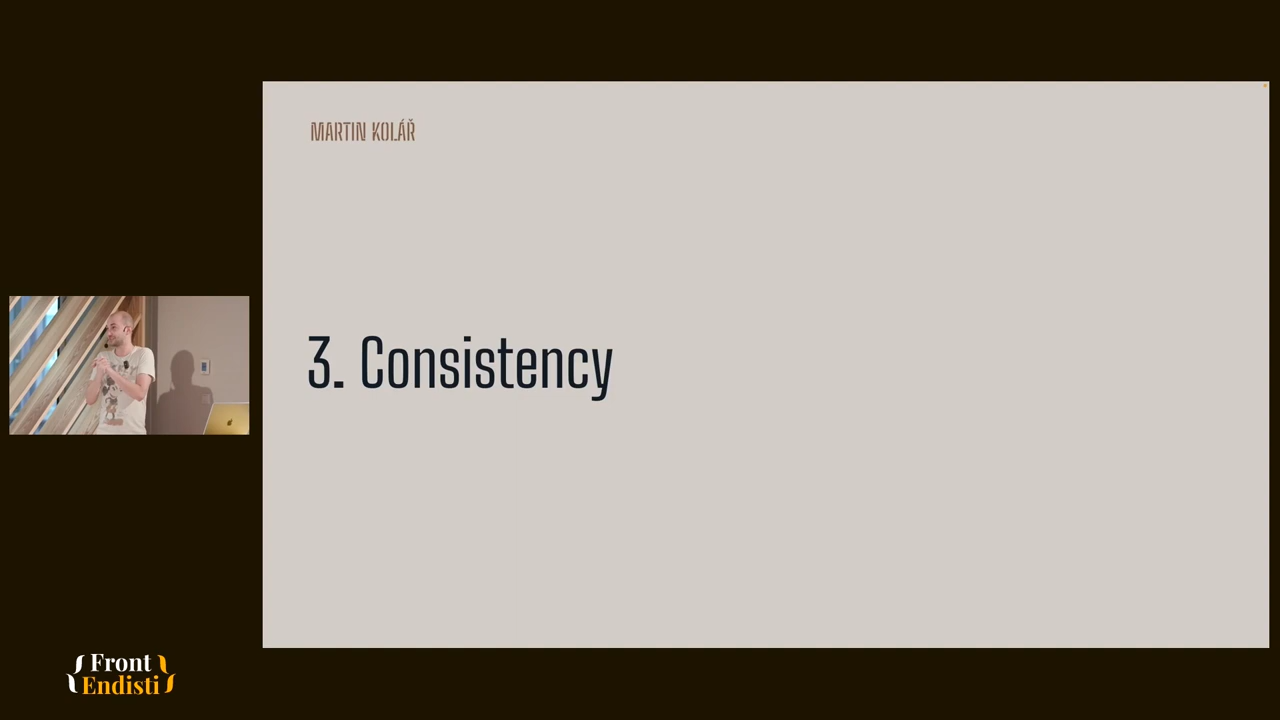 MARTIN KOLÁŘ
3. Consistency
{ Front }
{ Endisti }